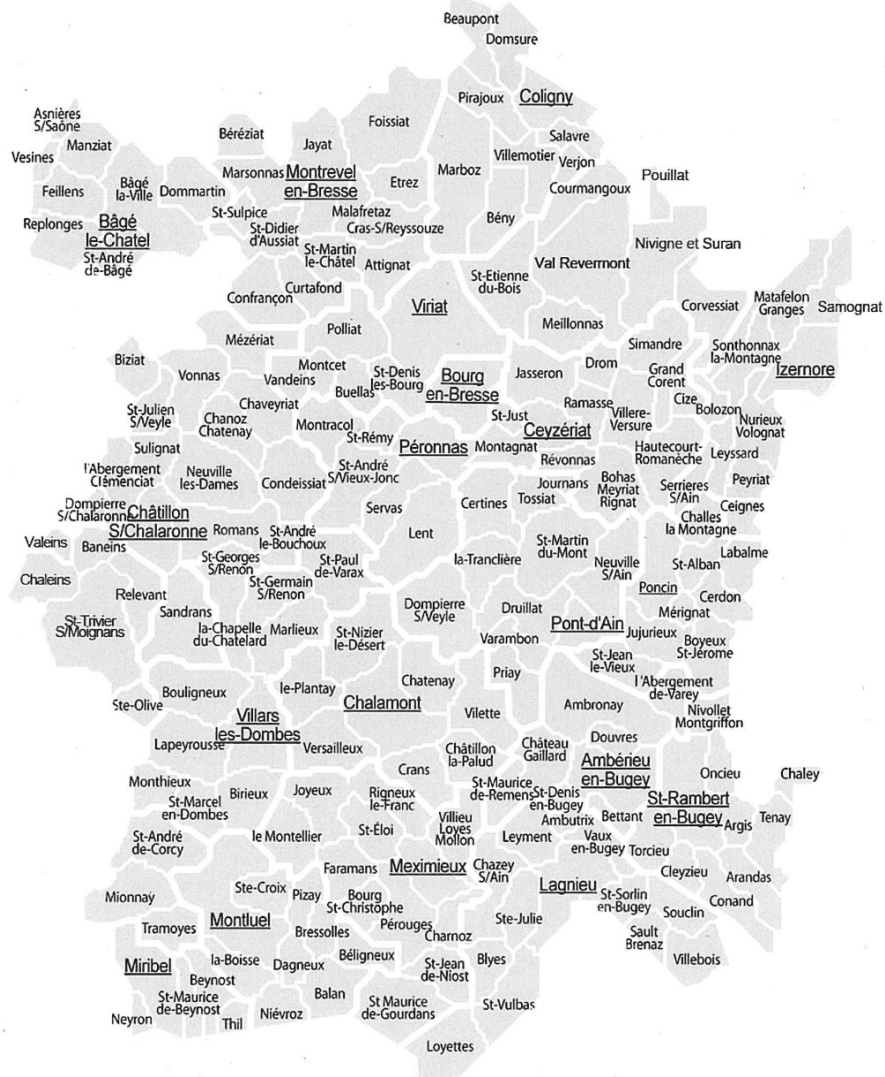 Beaupont
Domsure
Pirajoux
Coligny
Asnières
S/Saône
Foissiat
Béréziat
Manziat
Jayat
Salavre
Vesines
Villemotier
Verjon
Marboz
Marsonnas
Montrevel
en-Bresse
Pouillat
Etrez
Courmangoux
Feillens
Bâgé
la-Ville
Dommartin
St-Sulpice
Malafretaz
Bény
Replonges
Bâgé
le-Chatel
St-Didier
d'Aussiat
Cras-S/Reyssouze
Nivigne et Suran
St-André
de-Bâgé
St-Martin
le-Châtel
Attignat
St-Etienne
du-Bois
Val Revermont
Curtafond
Confrançon
Viriat
Corvessiat
Matafelon
Granges
Samognat
Polliat
Meillonnas
Mézériat
Simandre
Sonthonnax
la-Montagne
Biziat
Vonnas
Montcet
Vandeins
St-Denis
les-Bourg
Buellas
Bourg
en-Bresse
Jasseron
Drom
Grand
Corent
Izernore
Chaveyriat
Ramasse
Cize
Bolozon
St-Julien
S/Veyle
Chanoz
Chatenay
Montracol
St-Just
Ceyzériat
Villere-
Versure
Nurieux
Volognat
St-Rémy
Péronnas
Montagnat
Hautecourt-
Romanèche
Leyssard
Sulignat
Révonnas
l'Abergement
Clémenciat
Neuville
les-Dames
Condeissiat
St-André
S/Vieux-Jonc
Journans
Bohas
Meyriat
Rignat
Serrieres
S/Ain
Peyriat
Tossiat
Certines
Dompierre
S/Chalaronne
Châtillon
S/Chalaronne
Servas
Ceignes
Challes
la Montagne
Valeins
Baneins
Romans
St-André
le-Bouchoux
Lent
St-Martin
du-Mont
Labalme
St-Georges
S/Renon
St-Paul
de-Varax
la-Tranclière
Neuville
S/Ain
St-Alban
Chaleins
St-Germain
S/Renon
Poncin
Cerdon
Relevant
Sandrans
Dompierre
S/Veyle
Druillat
Mérignat
St-Trivier
S/Moignans
la-Chapelle
du-Chatelard
Marlieux
St-Nizier
le-Désert
Pont-d'Ain
Jujurieux
Varambon
Boyeux
St-Jérome
St-Jean
le-Vieux
Priay
l'Abergement
de-Varey
Chatenay
Bouligneux
le-Plantay
Chalamont
Ste-Olive
Ambronay
Villars
les-Dombes
Vilette
Nivollet
Montgriffon
Lapeyrousse
Versailleux
Châtillon
la-Palud
Château
Gaillard
Douvres
Crans
Ambérieu
en-Bugey
Oncieu
Chaley
Monthieux
Birieux
Joyeux
Rigneux
le-Franc
St-Maurice
de-Remens
St-Denis
en-Bugey
St-Rambert
en-Bugey
St-Marcel
en-Dombes
Villieu
Loyes
Mollon
Ambutrix
Bettant
Argis
Tenay
St-André
de-Corcy
le Montellier
St-Éloi
Leyment
Vaux
en-Bugey
Torcieu
Faramans
Meximieux
Chazey
S/Ain
Cleyzieu
Arandas
Mionnay
Ste-Croix
Pizay
Bourg
St-Christophe
Lagnieu
St-Sorlin
en-Bugey
Conand
Souclin
Tramoyes
Montluel
Bressolles
Pérouges
Charnoz
Ste-Julie
Sault
Brenaz
Miribel
la-Boisse
Dagneux
Béligneux
St-Jean
de-Niost
Blyes
Villebois
Beynost
St-Maurice
de-Beynost
Balan
St Maurice
de-Gourdans
St-Vulbas
Neyron
Thil
Niévroz
Loyettes